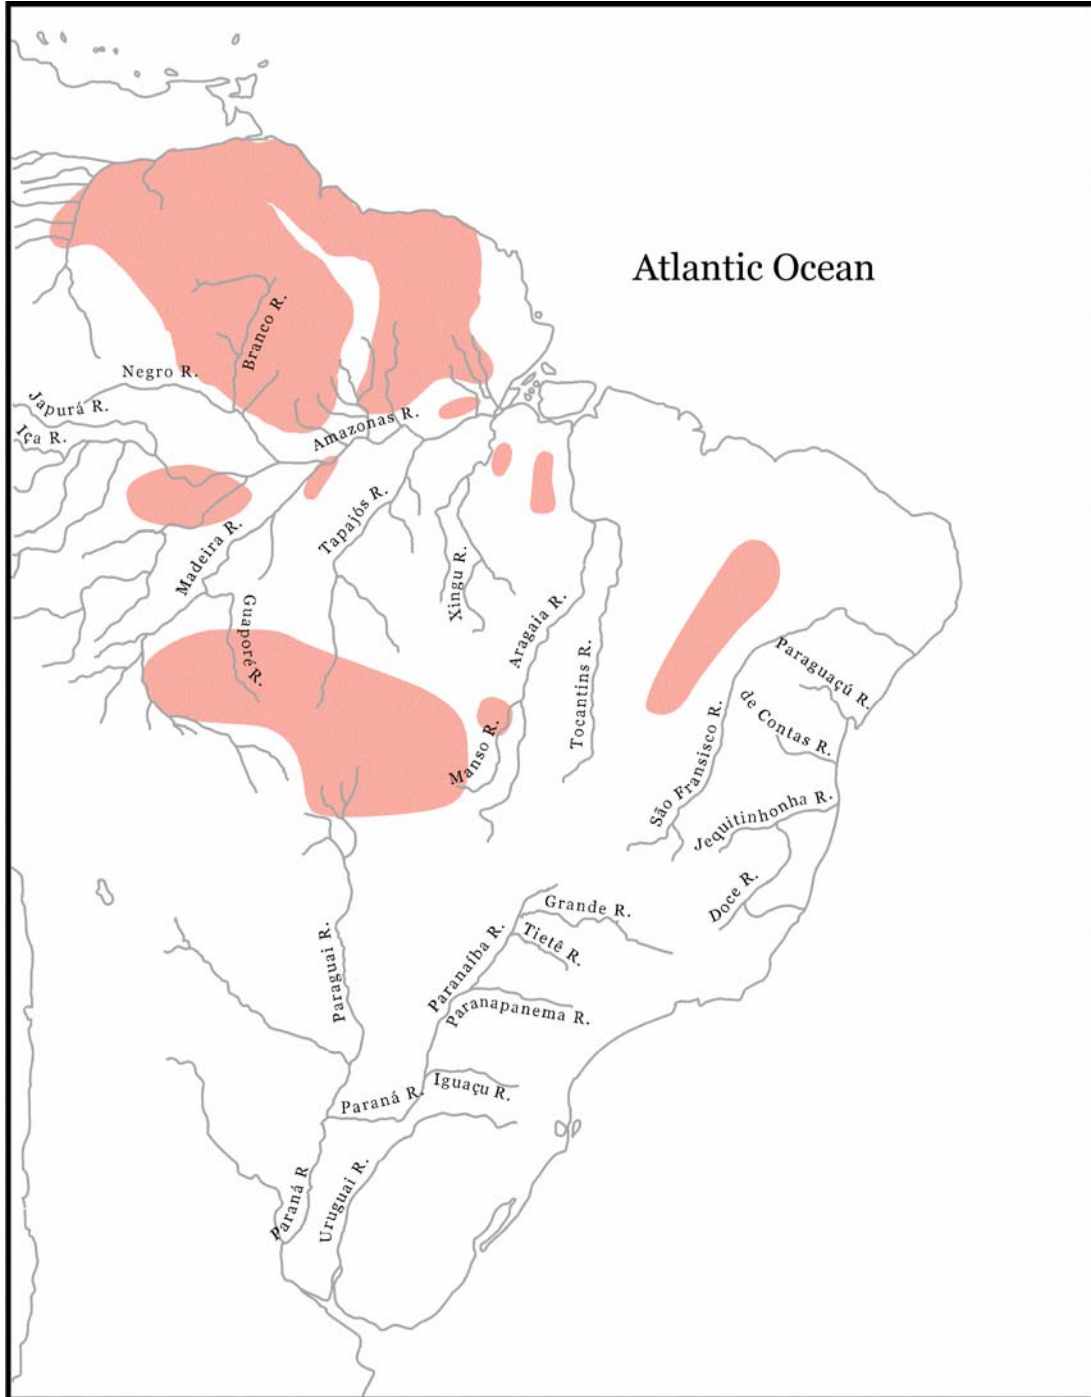 Atlantic Ocean
Branco R.
Negro R.
Japurá R.
Iça R.
Amazonas R.
Madeira R.
Tapajós R.
Xingu R.
Guaporé R.
Aragaia R.
Tocantins R.
Manso R.
Paraguaçú R.
de Contas R.
São Fransisco R.
Jequitinhonha R.
Doce R.
Grande R.
Tietê R.
Paranaíba R.
Paranapanema R.
Paraguai R.
Iguaçu R.
Paraná R.
Paraná R
Uruguai R.